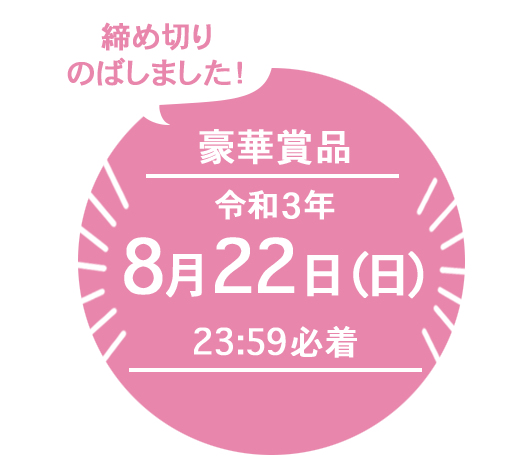 締め切り
のばしました！
豪華賞品
令和3年
8月22日（日）
23:59必着